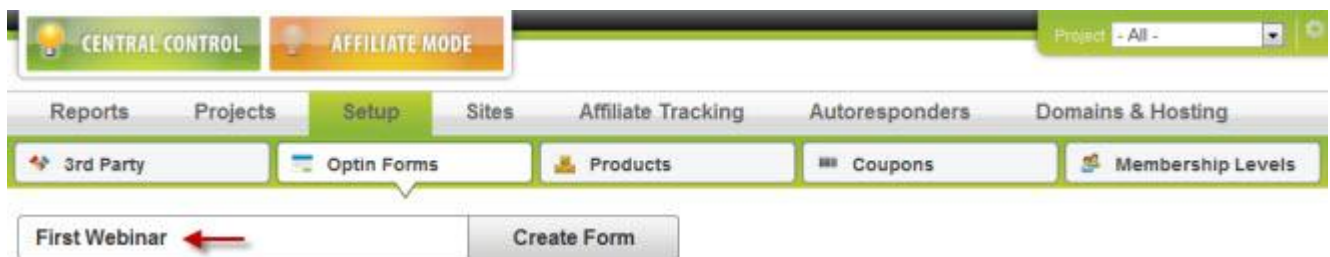 CENTRAL CONTROL AFFILIATE MODE Project - All -
Reports Projects Setup Sites Affiliate Tracking Autoresponders Domains & Hosting
3rd Party Optin Forms Products Coupons Membership Levels
First Webinar Create Form